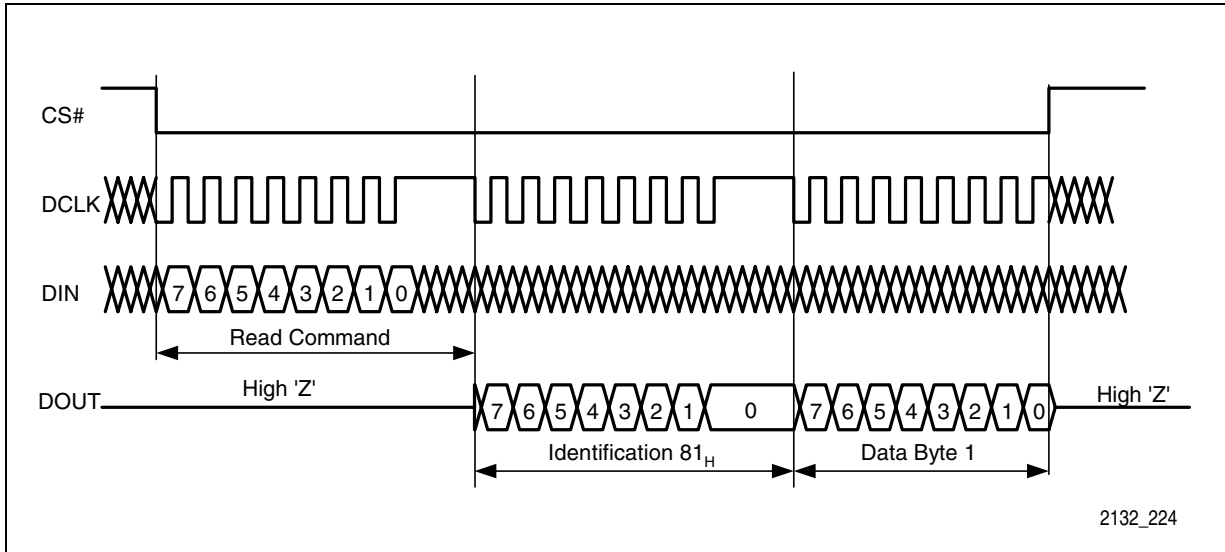 CS#
DCLK
DIN
7 6 5 4 3 2 1 0
Read Command
DOUT
High 'Z'
7 6 5 4 3 2 1 0
7 6 5 4 3 2 1 0
High 'Z'
Identification 81H
Data Byte 1
2132_224